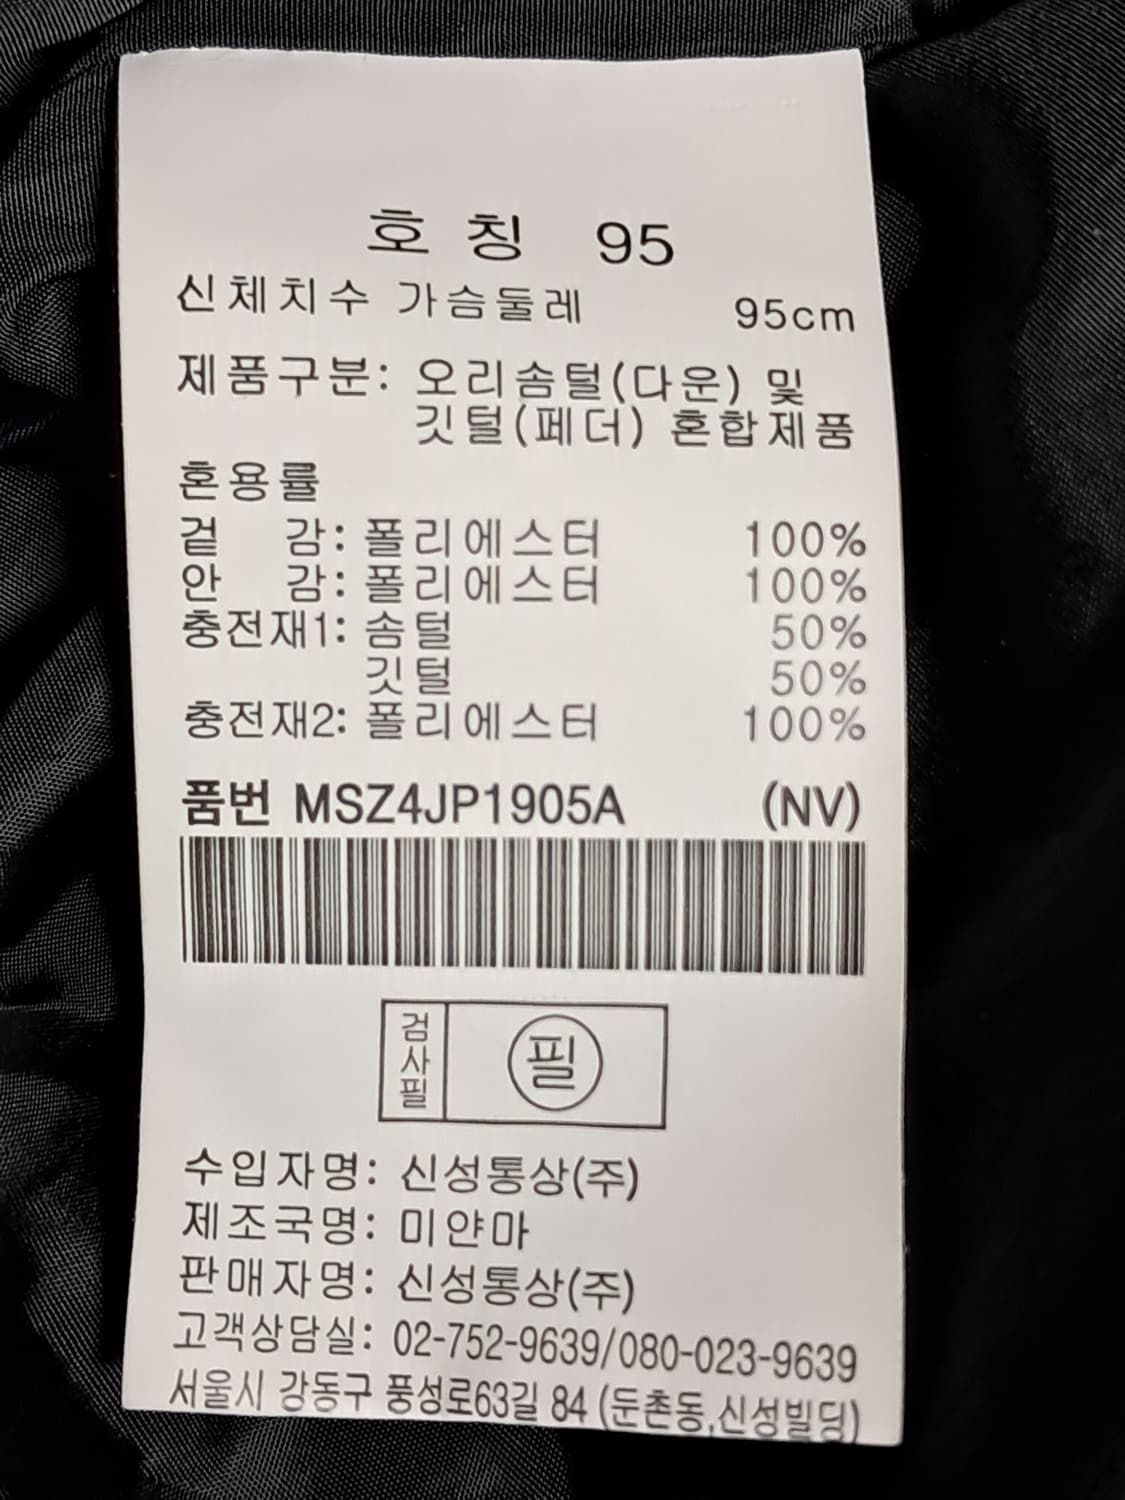 호 칭 95
신체치수 가슴둘레 95cm
제품구분: 오리솜털(다운) 및
깃털(페더) 혼합제품
혼용률
겉 감: 폴리에스터 100%
안 감: 폴리에스터 100%
충전재1: 솜털 50%
깃털 50%
충전재2: 폴리에스터 100%
품번 MSZ4JP1905A (NV)
검사필 필
수입자명: 신성통상(주)
제조국명: 미얀마
판매자명: 신성통상(주)
고객상담실: 02-752-9639/080-023-9639
서울시 강동구 풍성로63길 84 (둔촌동,신성빌딩)